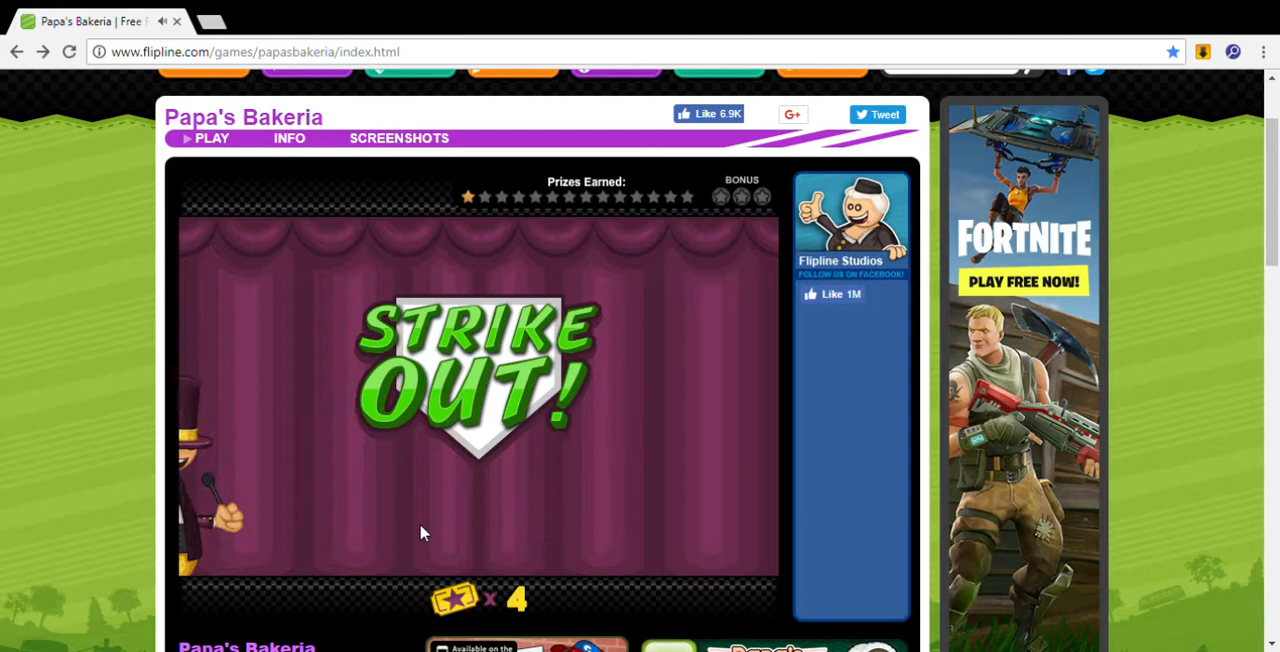 Papa's Bakeria | Free F
www.flipline.com/games/papasbakeria/index.html
Papa's Bakeria
Like 6.9K
G+
Tweet
PLAY INFO SCREENSHOTS
Prizes Earned:
BONUS
Flipline Studios
FOLLOW US ON FACEBOOK!
Like 1M
STRIKE
OUT!
x 4
FORTNITE
PLAY FREE NOW!
Papa's Bakeria
Available on the
Papa's